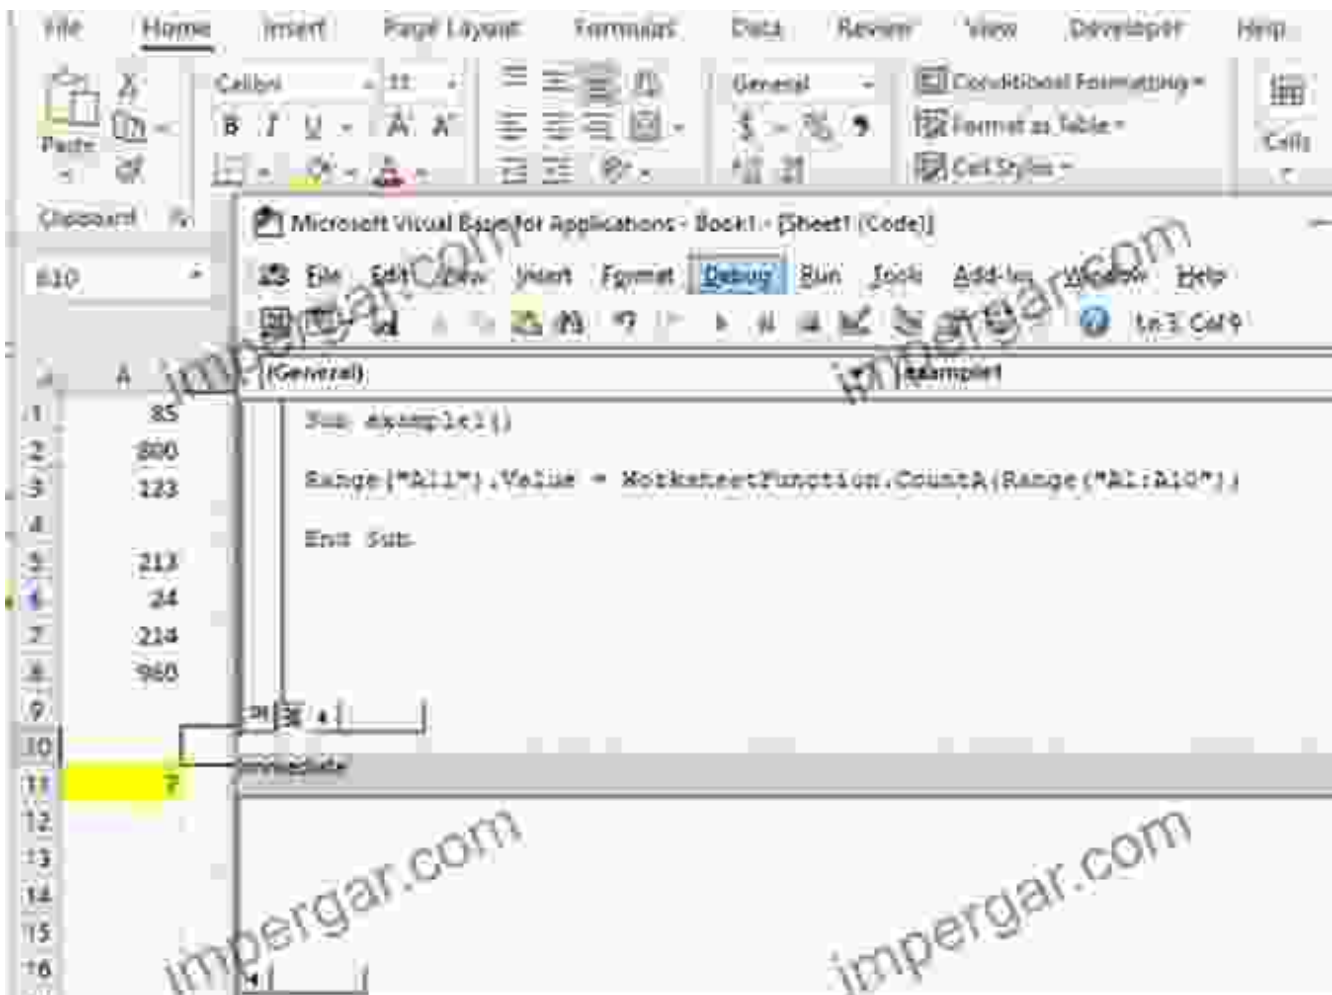 File Home Insert Page Layout Formulas Data Review View Developer Help
Calibri 11 General Conditional Formatting
B I U A A $ % 9 Format as Table
Paste Cells
Cell Styles
Clipboard
Microsoft Visual Basic for Applications - Book1 - [Sheet1 (Code)]
B10 File Edit View Insert Format Debug Run Tools Add-Ins Window Help
Ln 3, Col 9
A (General) example1
1 85 Sub example1()
2 800
3 123 Range("A11").Value = WorksheetFunction.CountA(Range("A1:A10"))
4
5 213 End Sub
6 24
7 214
8 960
9
10
Immediate
11 7
12
13
14
15
16
impergar.com
impergar.com
impergar.com
impergar.com